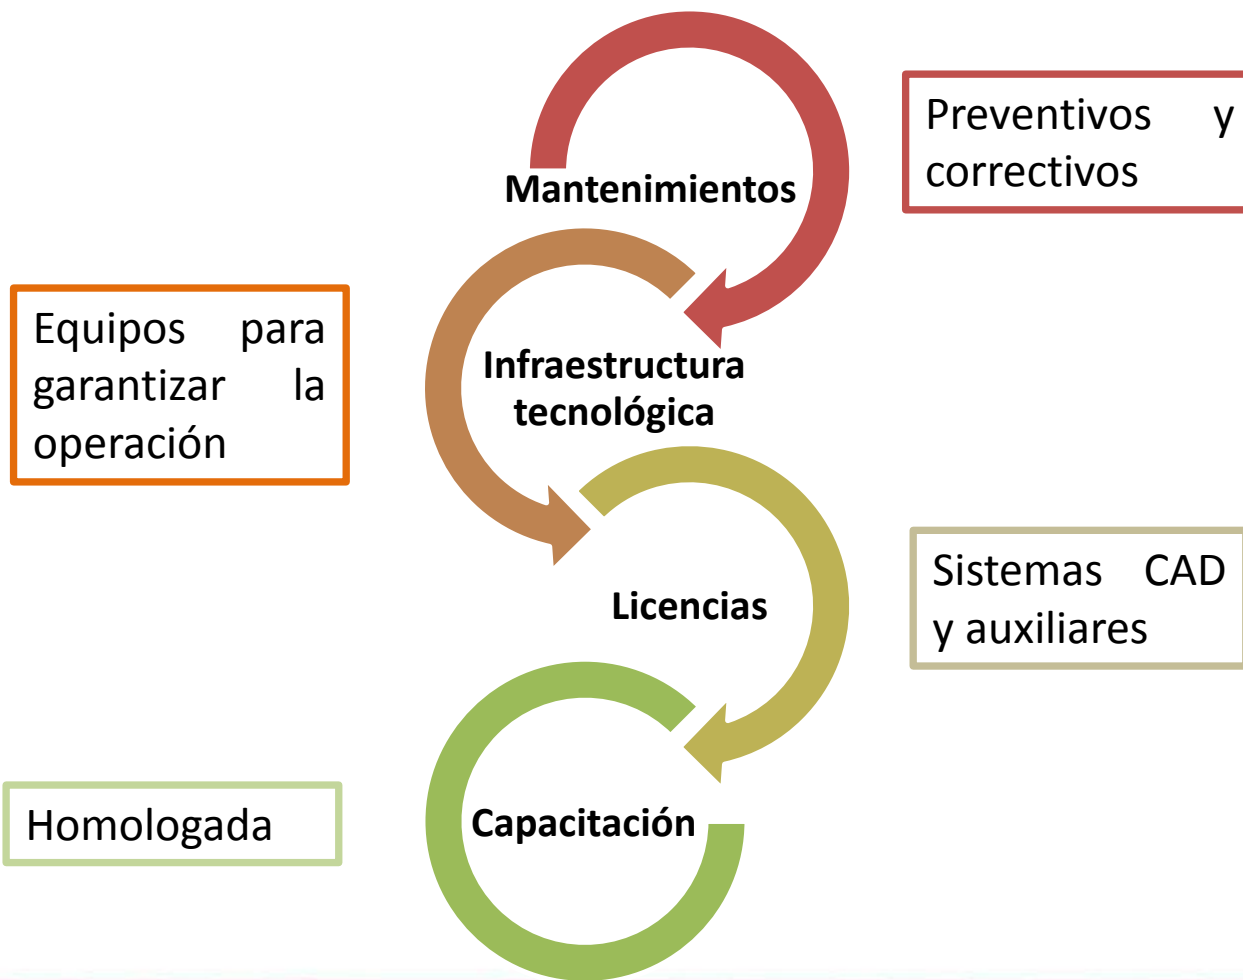 Mantenimientos
Preventivos y
correctivos
Equipos para
garantizar la
operación
Infraestructura
tecnológica
Licencias
Sistemas CAD
y auxiliares
Homologada
Capacitación